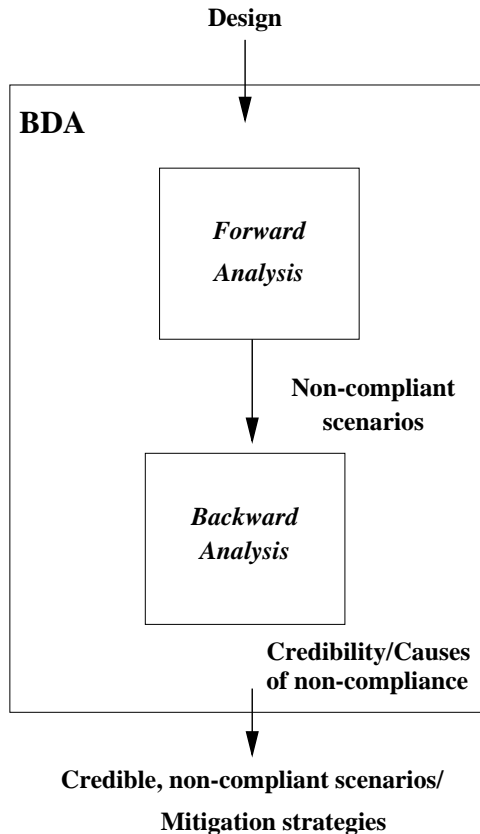 Design
BDA
Forward
Analysis
Non-compliant
scenarios
Backward
Analysis
Credibility/Causes
of non-compliance
Credible, non-compliant scenarios/
Mitigation strategies